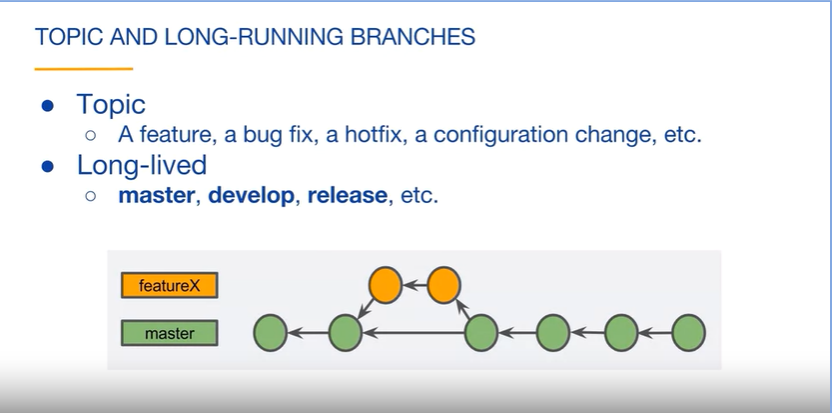 TOPIC AND LONG-RUNNING BRANCHES
● Topic
○ A feature, a bug fix, a hotfix, a configuration change, etc.
● Long-lived
○ master, develop, release, etc.
featureX
master